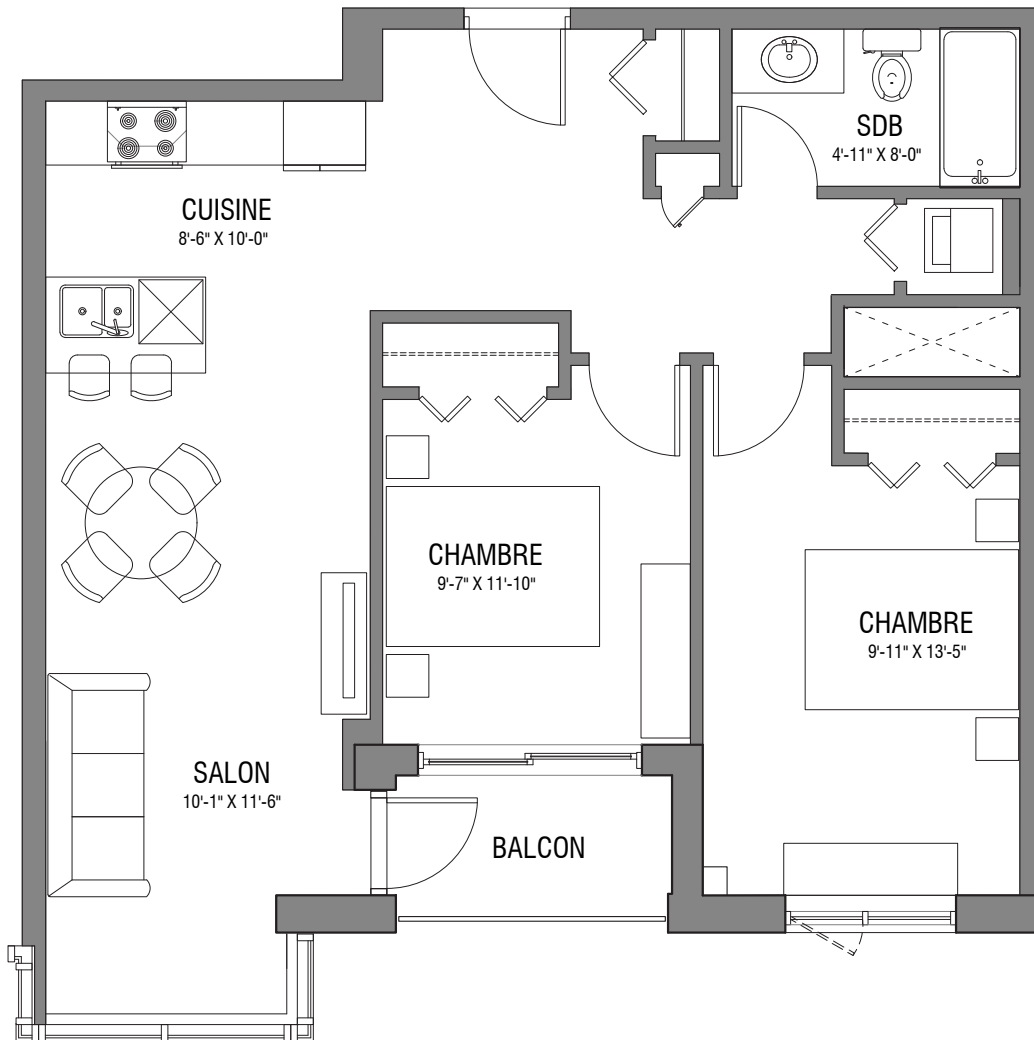 SDB
4'-11" X 8'-0"
CUISINE
8'-6" X 10'-0"
CHAMBRE
9'-7" X 11'-10"
CHAMBRE
9'-11" X 13'-5"
SALON
10'-1" X 11'-6"
BALCON